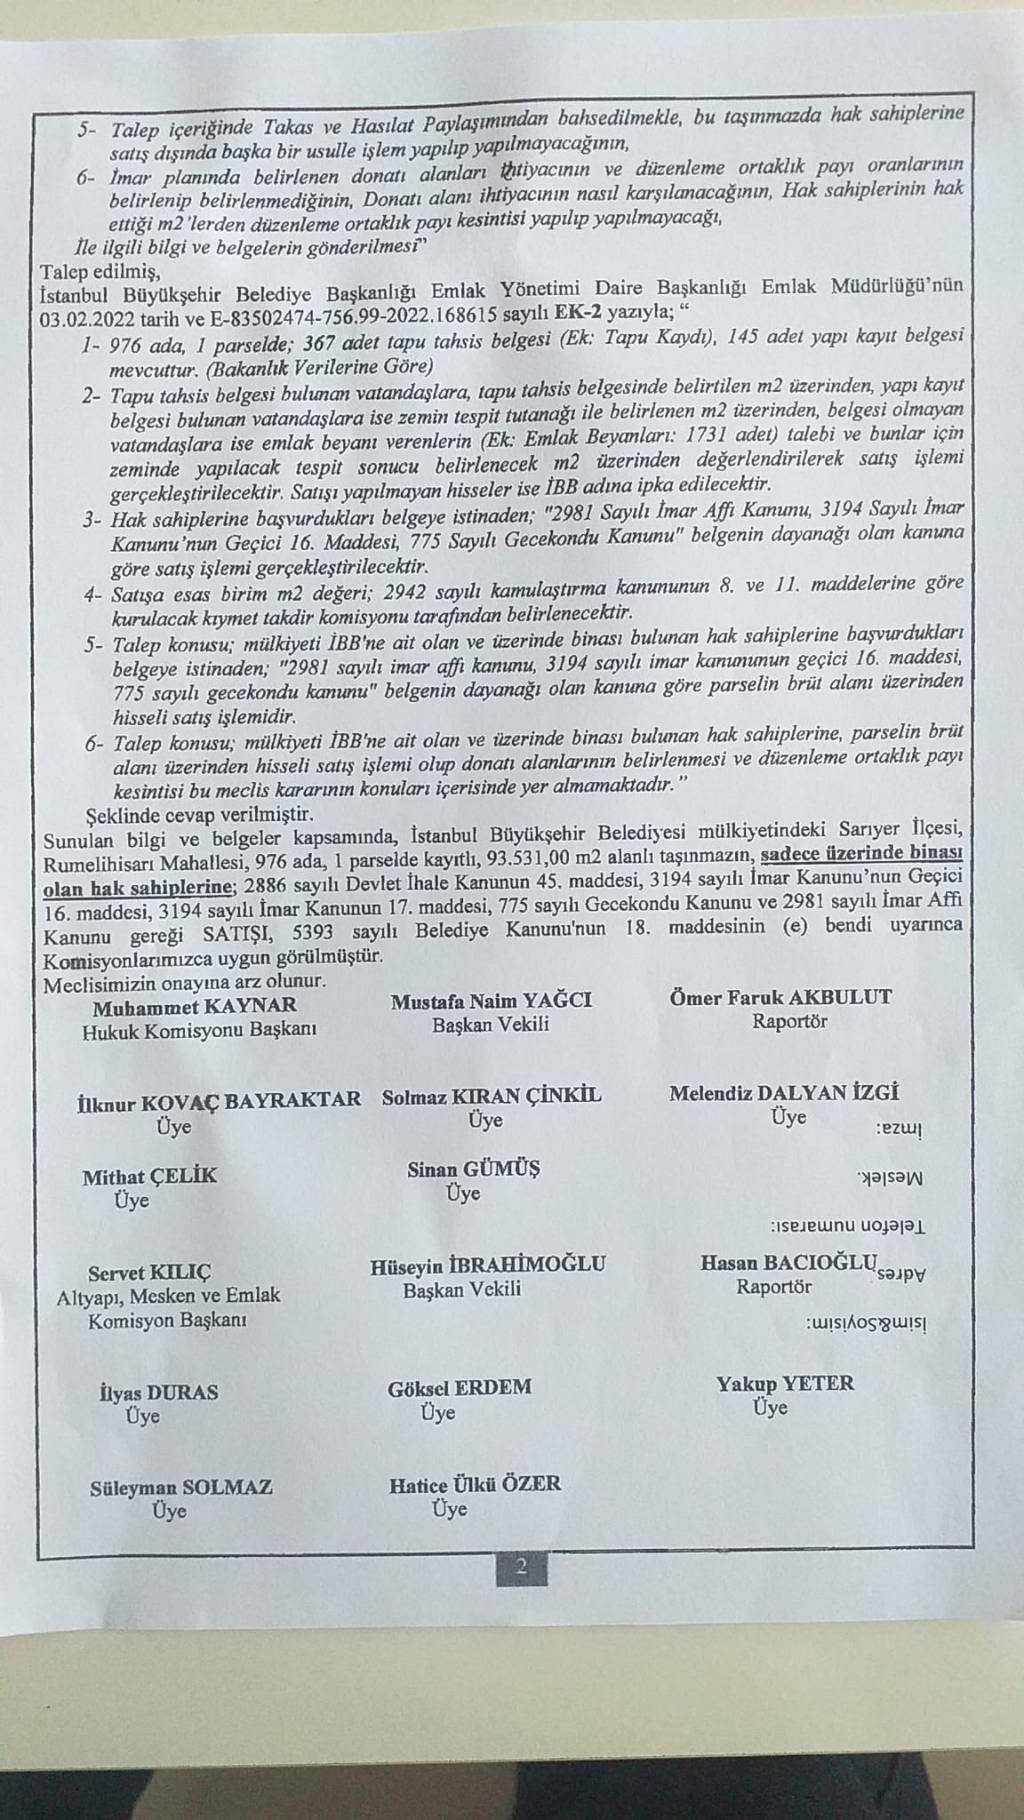 5- Talep içeriğinde Takas ve Hasılat Paylaşımından bahsedilmekle, bu taşınmazda hak sahiplerine
satış dışında başka bir usulle işlem yapılıp yapılmayacağının,
6- İmar planında belirlenen donatı alanları ihtiyacının ve düzenleme ortaklık payı oranlarının
belirlenip belirlenmediğinin, Donatı alanı ihtiyacının nasıl karşılanacağının, Hak sahiplerinin hak
ettiği m2'lerden düzenleme ortaklık payı kesintisi yapılıp yapılmayacağı,
İle ilgili bilgi ve belgelerin gönderilmesi"
Talep edilmiş,
İstanbul Büyükşehir Belediye Başkanlığı Emlak Yönetimi Daire Başkanlığı Emlak Müdürlüğü'nün
03.02.2022 tarih ve E-83502474-756.99-2022.168615 sayılı EK-2 yazıyla; “
1- 976 ada, 1 parselde; 367 adet tapu tahsis belgesi (Ek: Tapu Kaydı), 145 adet yapı kayıt belgesi
mevcuttur. (Bakanlık Verilerine Göre)
2- Tapu tahsis belgesi bulunan vatandaşlara, tapu tahsis belgesinde belirtilen m2 üzerinden, yapı kayıt
belgesi bulunan vatandaşlara ise zemin tespit tutanağı ile belirlenen m2 üzerinden, belgesi olmayan
vatandaşlara ise emlak beyanı verenlerin (Ek: Emlak Beyanları: 1731 adet) talebi ve bunlar için
zeminde yapılacak tespit sonucu belirlenecek m2 üzerinden değerlendirilerek satış işlemi
gerçekleştirilecektir. Satışı yapılmayan hisseler ise İBB adına ipka edilecektir.
3- Hak sahiplerine başvurdukları belgeye istinaden; "2981 Sayılı İmar Affı Kanunu, 3194 Sayılı İmar
Kanunu'nun Geçici 16. Maddesi, 775 Sayılı Gecekondu Kanunu" belgenin dayanağı olan kanuna
göre satış işlemi gerçekleştirilecektir.
4- Satışa esas birim m2 değeri; 2942 sayılı kamulaştırma kanununun 8. ve 11. maddelerine göre
kurulacak kıymet takdir komisyonu tarafından belirlenecektir.
5- Talep konusu; mülkiyeti İBB'ne ait olan ve üzerinde binası bulunan hak sahiplerine başvurdukları
belgeye istinaden; "2981 sayılı imar affı kanunu, 3194 sayılı imar kanununun geçici 16. maddesi,
775 sayılı gecekondu kanunu" belgenin dayanağı olan kanuna göre parselin brüt alanı üzerinden
hisseli satış işlemidir.
6- Talep konusu; mülkiyeti İBB'ne ait olan ve üzerinde binası bulunan hak sahiplerine, parselin brüt
alanı üzerinden hisseli satış işlemi olup donatı alanlarının belirlenmesi ve düzenleme ortaklık payı
kesintisi bu meclis kararının konuları içerisinde yer almamaktadır.”
Şeklinde cevap verilmiştir.
Sunulan bilgi ve belgeler kapsamında, İstanbul Büyükşehir Belediyesi mülkiyetindeki Sarıyer İlçesi,
Rumelihisarı Mahallesi, 976 ada, 1 parselde kayıtlı, 93.531,00 m2 alanlı taşınmazın, sadece üzerinde binası
olan hak sahiplerine; 2886 sayılı Devlet İhale Kanunun 45. maddesi, 3194 sayılı İmar Kanunu'nun Geçici
16. maddesi, 3194 sayılı İmar Kanunun 17. maddesi, 775 sayılı Gecekondu Kanunu ve 2981 sayılı İmar Affi
Kanunu gereği SATIŞI, 5393 sayılı Belediye Kanunu'nun 18. maddesinin (e) bendi uyarınca
Komisyonlarımızca uygun görülmüştür.
Meclisimizin onayına arz olunur.
Muhammet KAYNAR Mustafa Naim YAĞCI Ömer Faruk AKBULUT
Hukuk Komisyonu Başkanı Başkan Vekili Raportör
İlknur KOVAÇ BAYRAKTAR Solmaz KIRAN ÇİNKİL Melendiz DALYAN İZGİ
Üye Üye Üye
İmza:
Mithat ÇELİK Sinan GÜMÜŞ
Üye Üye
Meslek.
Telefon numarası:
Servet KILIÇ Hüseyin İBRAHİMOĞLU Hasan BACIOĞLU
Altyapı, Mesken ve Emlak Başkan Vekili Raportör
Komisyon Başkanı
Adres
İsim&Soyisim:
İlyas DURAS Göksel ERDEM Yakup YETER
Üye Üye Üye
Süleyman SOLMAZ Hatice Ülkü ÖZER
Üye Üye
2